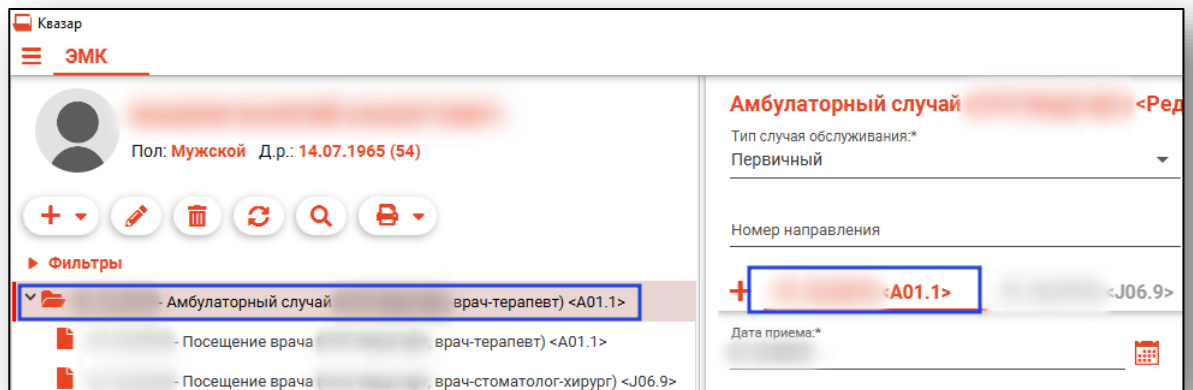 Квазар
ЭМК
Пол: Мужской Д.р.: 14.07.1965 (54)
Фильтры
- Амбулаторный случай врач-терапевт) <A01.1>
- Посещение врача , врач-терапевт) <A01.1>
- Посещение врача , врач-стоматолог-хирург) <J06.9>
Амбулаторный случай <Ред
Тип случая обслуживания:*
Первичный
Номер направления
<A01.1> <J06.9>
Дата приема:*